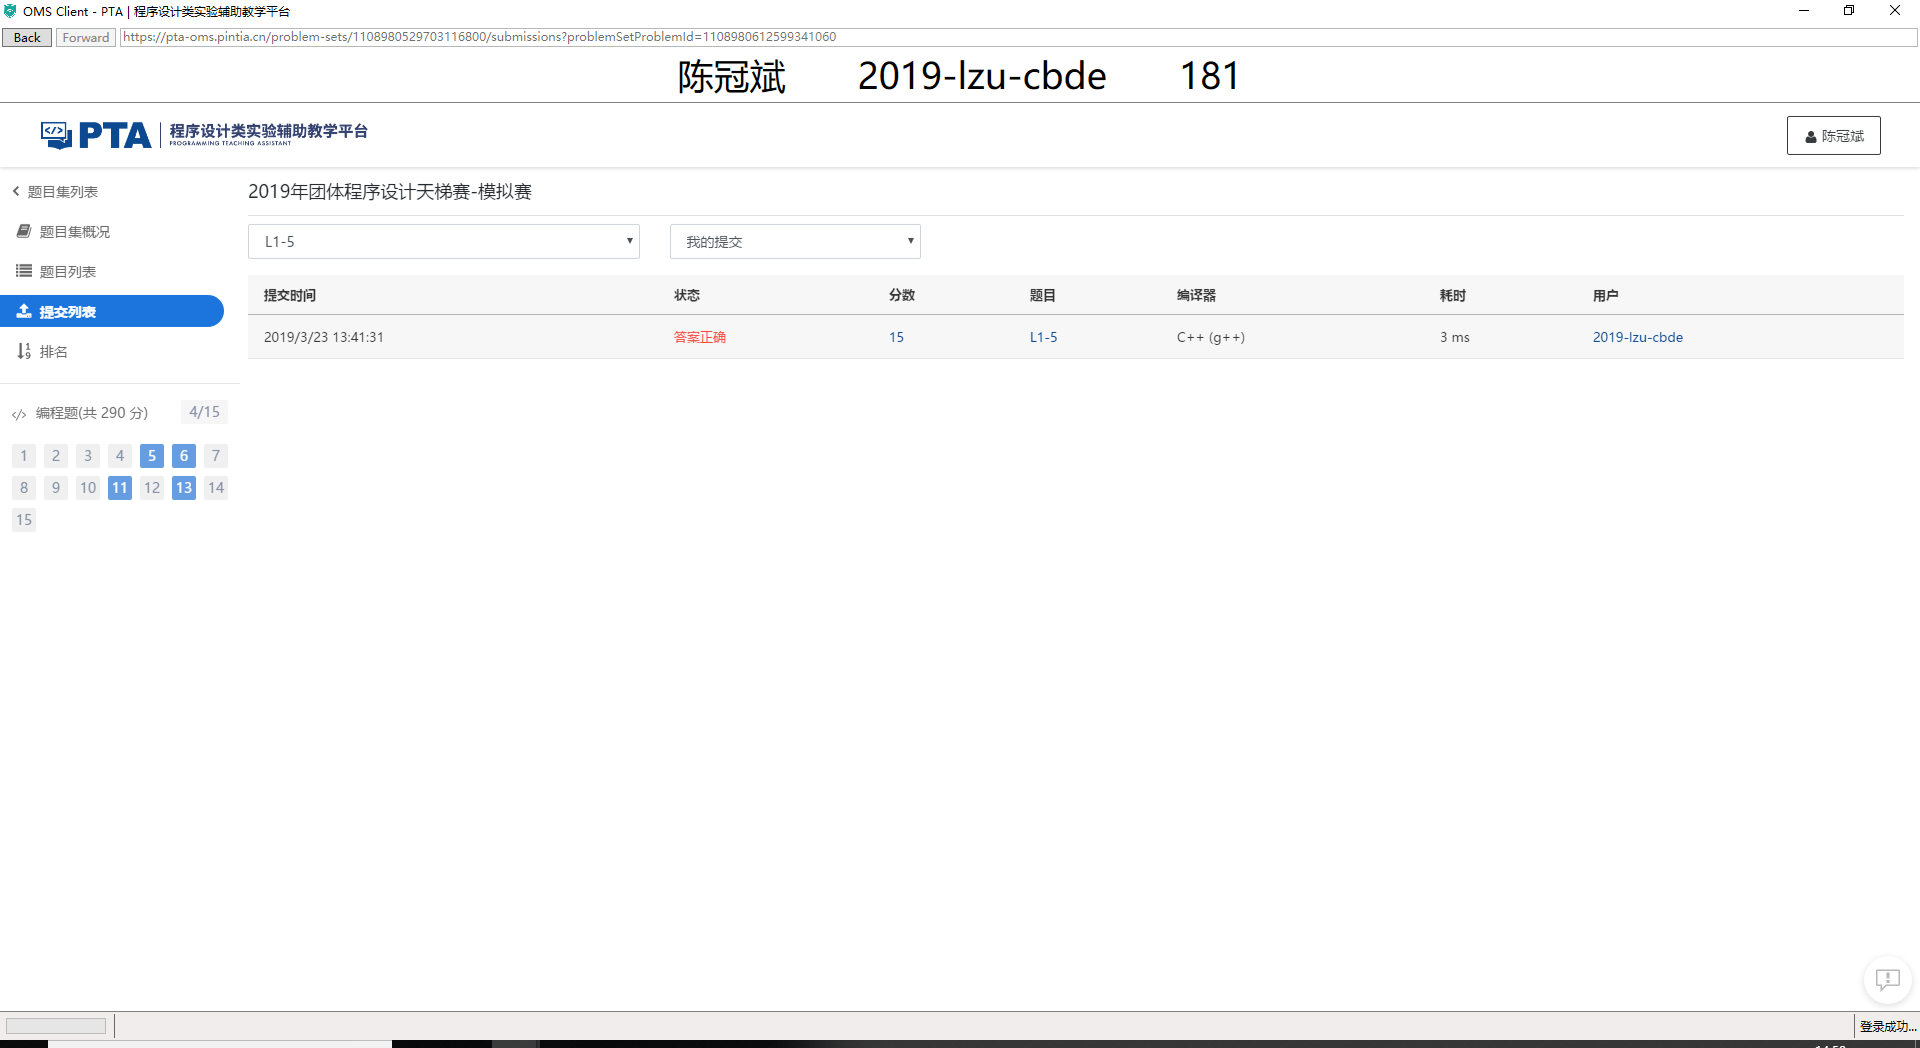 OMS Client - PTA | 程序设计类实验辅助教学平台
Back Forward https://pta-oms.pintia.cn/problem-sets/1108980529703116800/submissions?problemSetProblemId=1108980612599341060
陈冠斌 2019-lzu-cbde 181
PTA 程序设计类实验辅助教学平台
PROGRAMMING TEACHING ASSISTANT
陈冠斌
题目集列表
题目集概况
题目列表
提交列表
排名
编程题(共 290 分) 4/15
1 2 3 4 5 6 7
8 9 10 11 12 13 14
15
2019年团体程序设计天梯赛-模拟赛
L1-5 我的提交
提交时间 状态 分数 题目 编译器 耗时 用户
2019/3/23 13:41:31 答案正确 15 L1-5 C++ (g++) 3 ms 2019-lzu-cbde
登录成功...